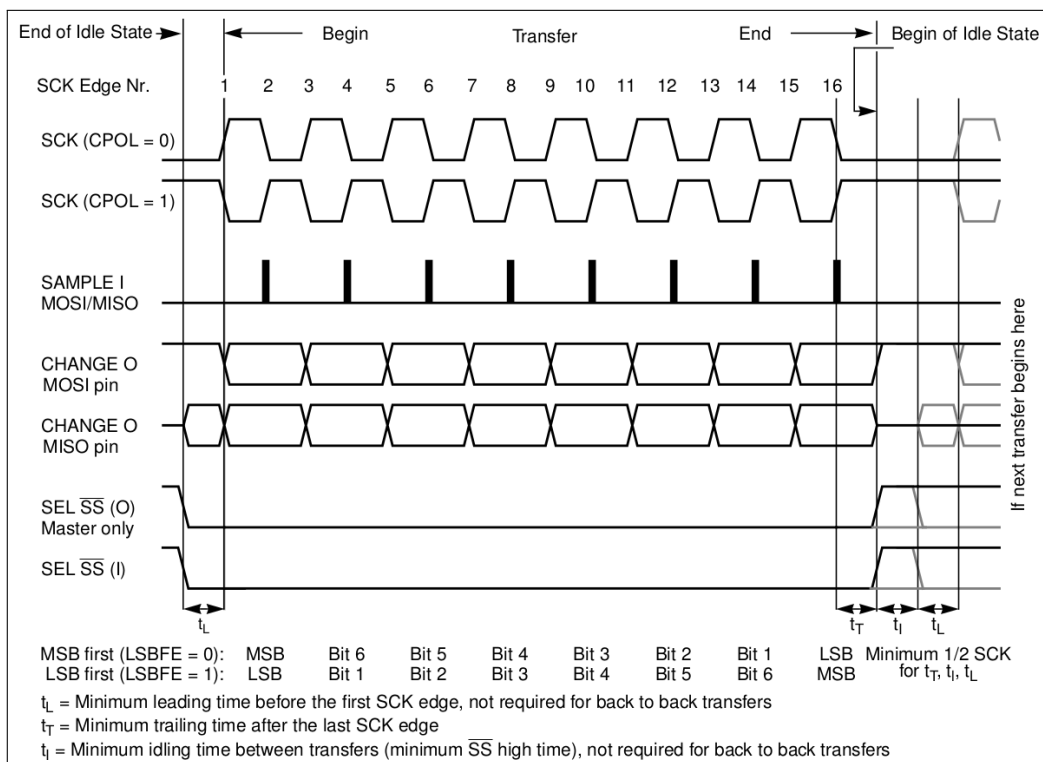 End of Idle State
Begin
Transfer
End
Begin of Idle State
SCK Edge Nr.
1 2 3 4 5 6 7 8 9 10 11 12 13 14 15 16
SCK (CPOL = 0)
SCK (CPOL = 1)
SAMPLE I
MOSI/MISO
CHANGE O
MOSI pin
CHANGE O
MISO pin
SEL SS (O)
Master only
SEL SS (I)
If next transfer begins here
tL
tT tI tL
MSB first (LSBFE = 0): MSB Bit 6 Bit 5 Bit 4 Bit 3 Bit 2 Bit 1 LSB Minimum 1/2 SCK
LSB first (LSBFE = 1): LSB Bit 1 Bit 2 Bit 3 Bit 4 Bit 5 Bit 6 MSB for tT, tI, tL
tL = Minimum leading time before the first SCK edge, not required for back to back transfers
tT = Minimum trailing time after the last SCK edge
tI = Minimum idling time between transfers (minimum SS high time), not required for back to back transfers